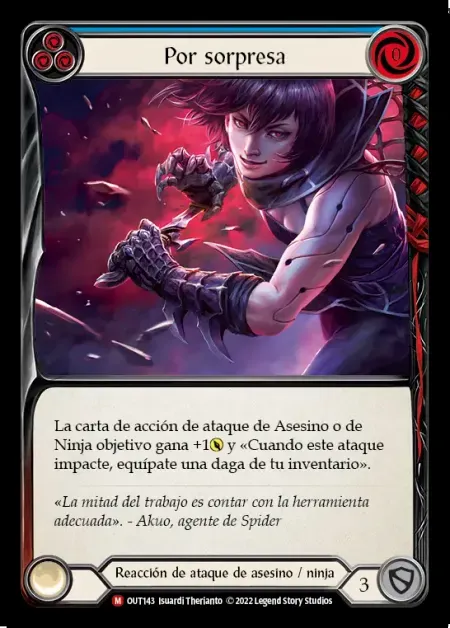 Por sorpresa
0
La carta de acción de ataque de Asesino o de
Ninja objetivo gana +1 y «Cuando este ataque
impacte, equípate una daga de tu inventario».
«La mitad del trabajo es contar con la herramienta
adecuada». - Akuo, agente de Spider
Reacción de ataque de asesino / ninja
3
M OUT143 Isuardi Therianto © 2022 Legend Story Studios